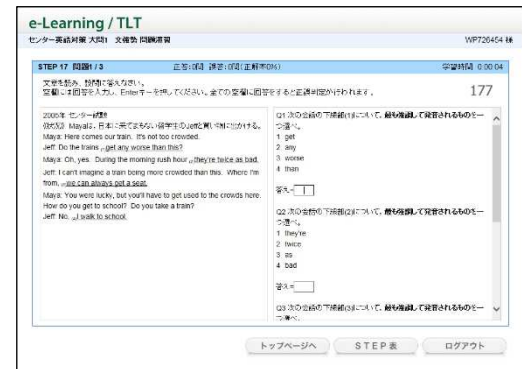 e-Learning / TLT
センター英語対策 大問1 文強勢 問題演習
WP726454 様
STEP 17 問題1 / 3
正答:0問 誤答:0問(正解率0%)
学習時間 0:00:04
文章を読み、設問に答えなさい。
空欄には回答を入力し、Enterキーを押してください。全ての空欄に回答をすると正誤判定が行われます。
177
2005年 センター試験
《状況》 Mayaは、日本に来てまもない留学生のJeffと買い物に出かける。
Maya: Here comes our train. It's not too crowded.
Jeff: Do the trains get any worse than this?
Maya: Oh, yes. During the morning rush hour they're twice as bad.
Jeff: I can't imagine a train being more crowded than this. Where I'm
from, we can always get a seat.
Maya: You were lucky, but you'll have to get used to the crowds here.
How do you get to school? Do you take a train?
Jeff: No. I walk to school.
Q1 次の会話の下線部(1)について、最も強調して発音されるものを一
つ選べ。
1 get
2 any
3 worse
4 than
答え=
Q2 次の会話の下線部(2)について、最も強調して発音されるものを一
つ選べ。
1 they're
2 twice
3 as
4 bad
答え=
Q3 次の会話の下線部(3)について、最も強調して発音されるものを一
つ選べ。
トップページへ
STEP表
ログアウト